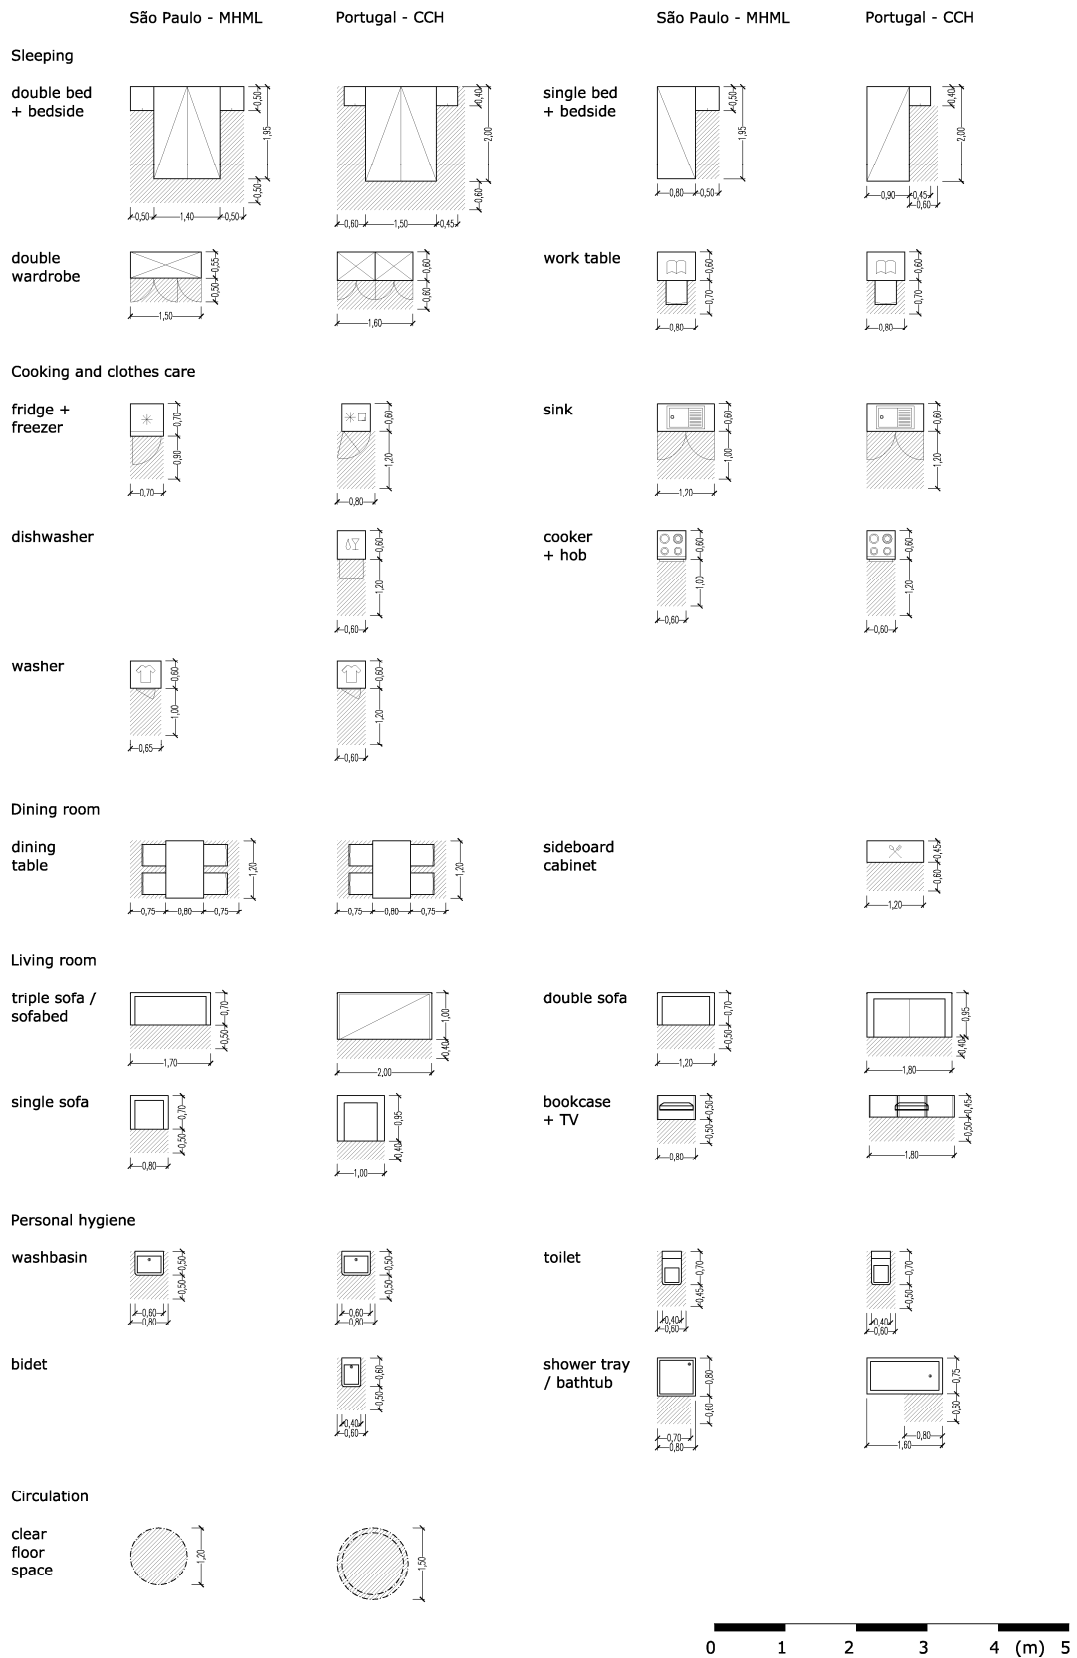 São Paulo - MHML
Portugal - CCH
São Paulo - MHML
Portugal - CCH
Sleeping
double bed
+ bedside
0,50
1,95
0,50
0,50
1,40
0,50
0,40
2,00
0,60
0,60
1,50
0,45
single bed
+ bedside
0,50
1,95
0,80
0,50
0,40
2,00
0,90
0,45
0,60
double
wardrobe
0,55
0,50
1,50
0,60
0,60
1,60
work table
0,60
0,70
0,80
0,60
0,70
0,80
Cooking and clothes care
fridge +
freezer
0,70
0,90
0,70
0,60
1,20
0,80
sink
0,60
1,00
1,20
0,60
1,20
dishwasher
0,60
1,20
0,60
cooker
+ hob
0,60
1,00
0,60
0,60
1,20
0,60
washer
0,60
1,00
0,65
0,60
1,20
0,60
Dining room
dining
table
1,20
0,75
0,80
0,75
1,20
0,75
0,80
0,75
sideboard
cabinet
0,45
0,60
1,20
Living room
triple sofa /
sofabed
0,70
0,50
1,70
1,00
0,40
2,00
double sofa
0,70
0,50
1,20
0,95
0,40
1,80
single sofa
0,70
0,50
0,80
0,95
0,40
1,00
bookcase
+ TV
0,50
0,50
0,80
0,45
0,50
1,80
Personal hygiene
washbasin
0,50
0,50
0,60
0,80
0,50
0,50
0,60
0,80
toilet
0,70
0,45
0,40
0,60
0,70
0,50
0,40
0,60
bidet
0,60
0,50
0,40
0,60
shower tray
/ bathtub
0,80
0,60
0,70
0,80
0,75
0,50
0,80
1,60
Circulation
clear
floor
space
1,20
1,50
0 1 2 3 4 (m) 5